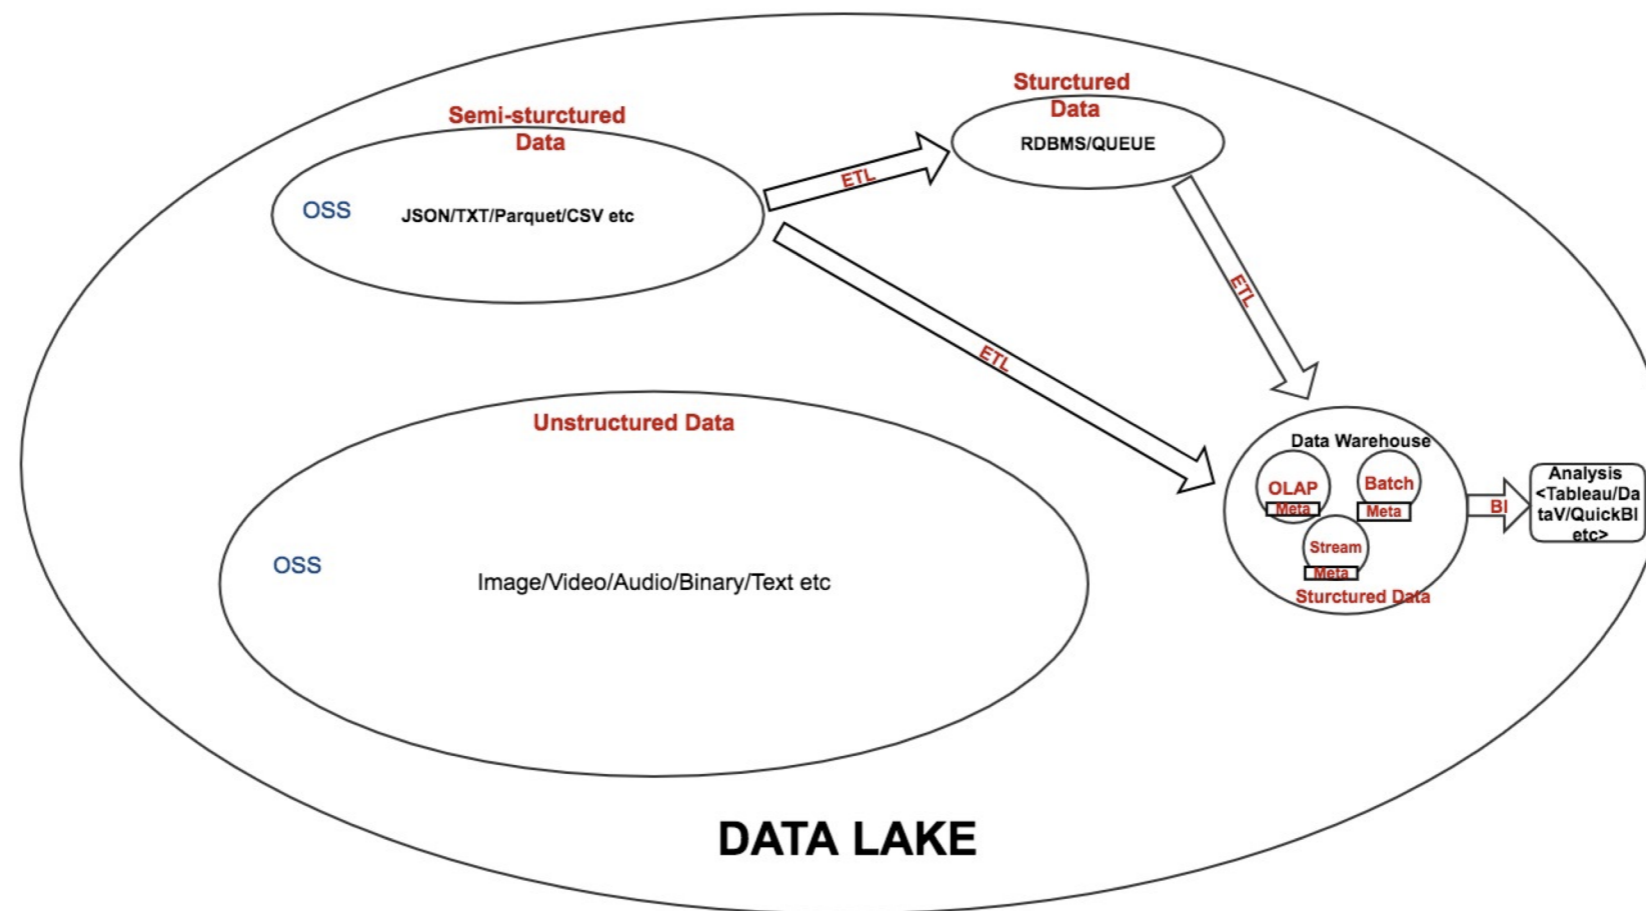 Semi-sturctured
Data
OSS
JSON/TXT/Parquet/CSV etc
ETL
Sturctured
Data
RDBMS/QUEUE
ETL
ETL
Unstructured Data
OSS
Image/Video/Audio/Binary/Text etc
Data Warehouse
OLAP
Meta
Batch
Meta
Stream
Meta
Sturctured Data
BI
Analysis
<Tableau/Da
taV/QuickBI
etc>
DATA LAKE